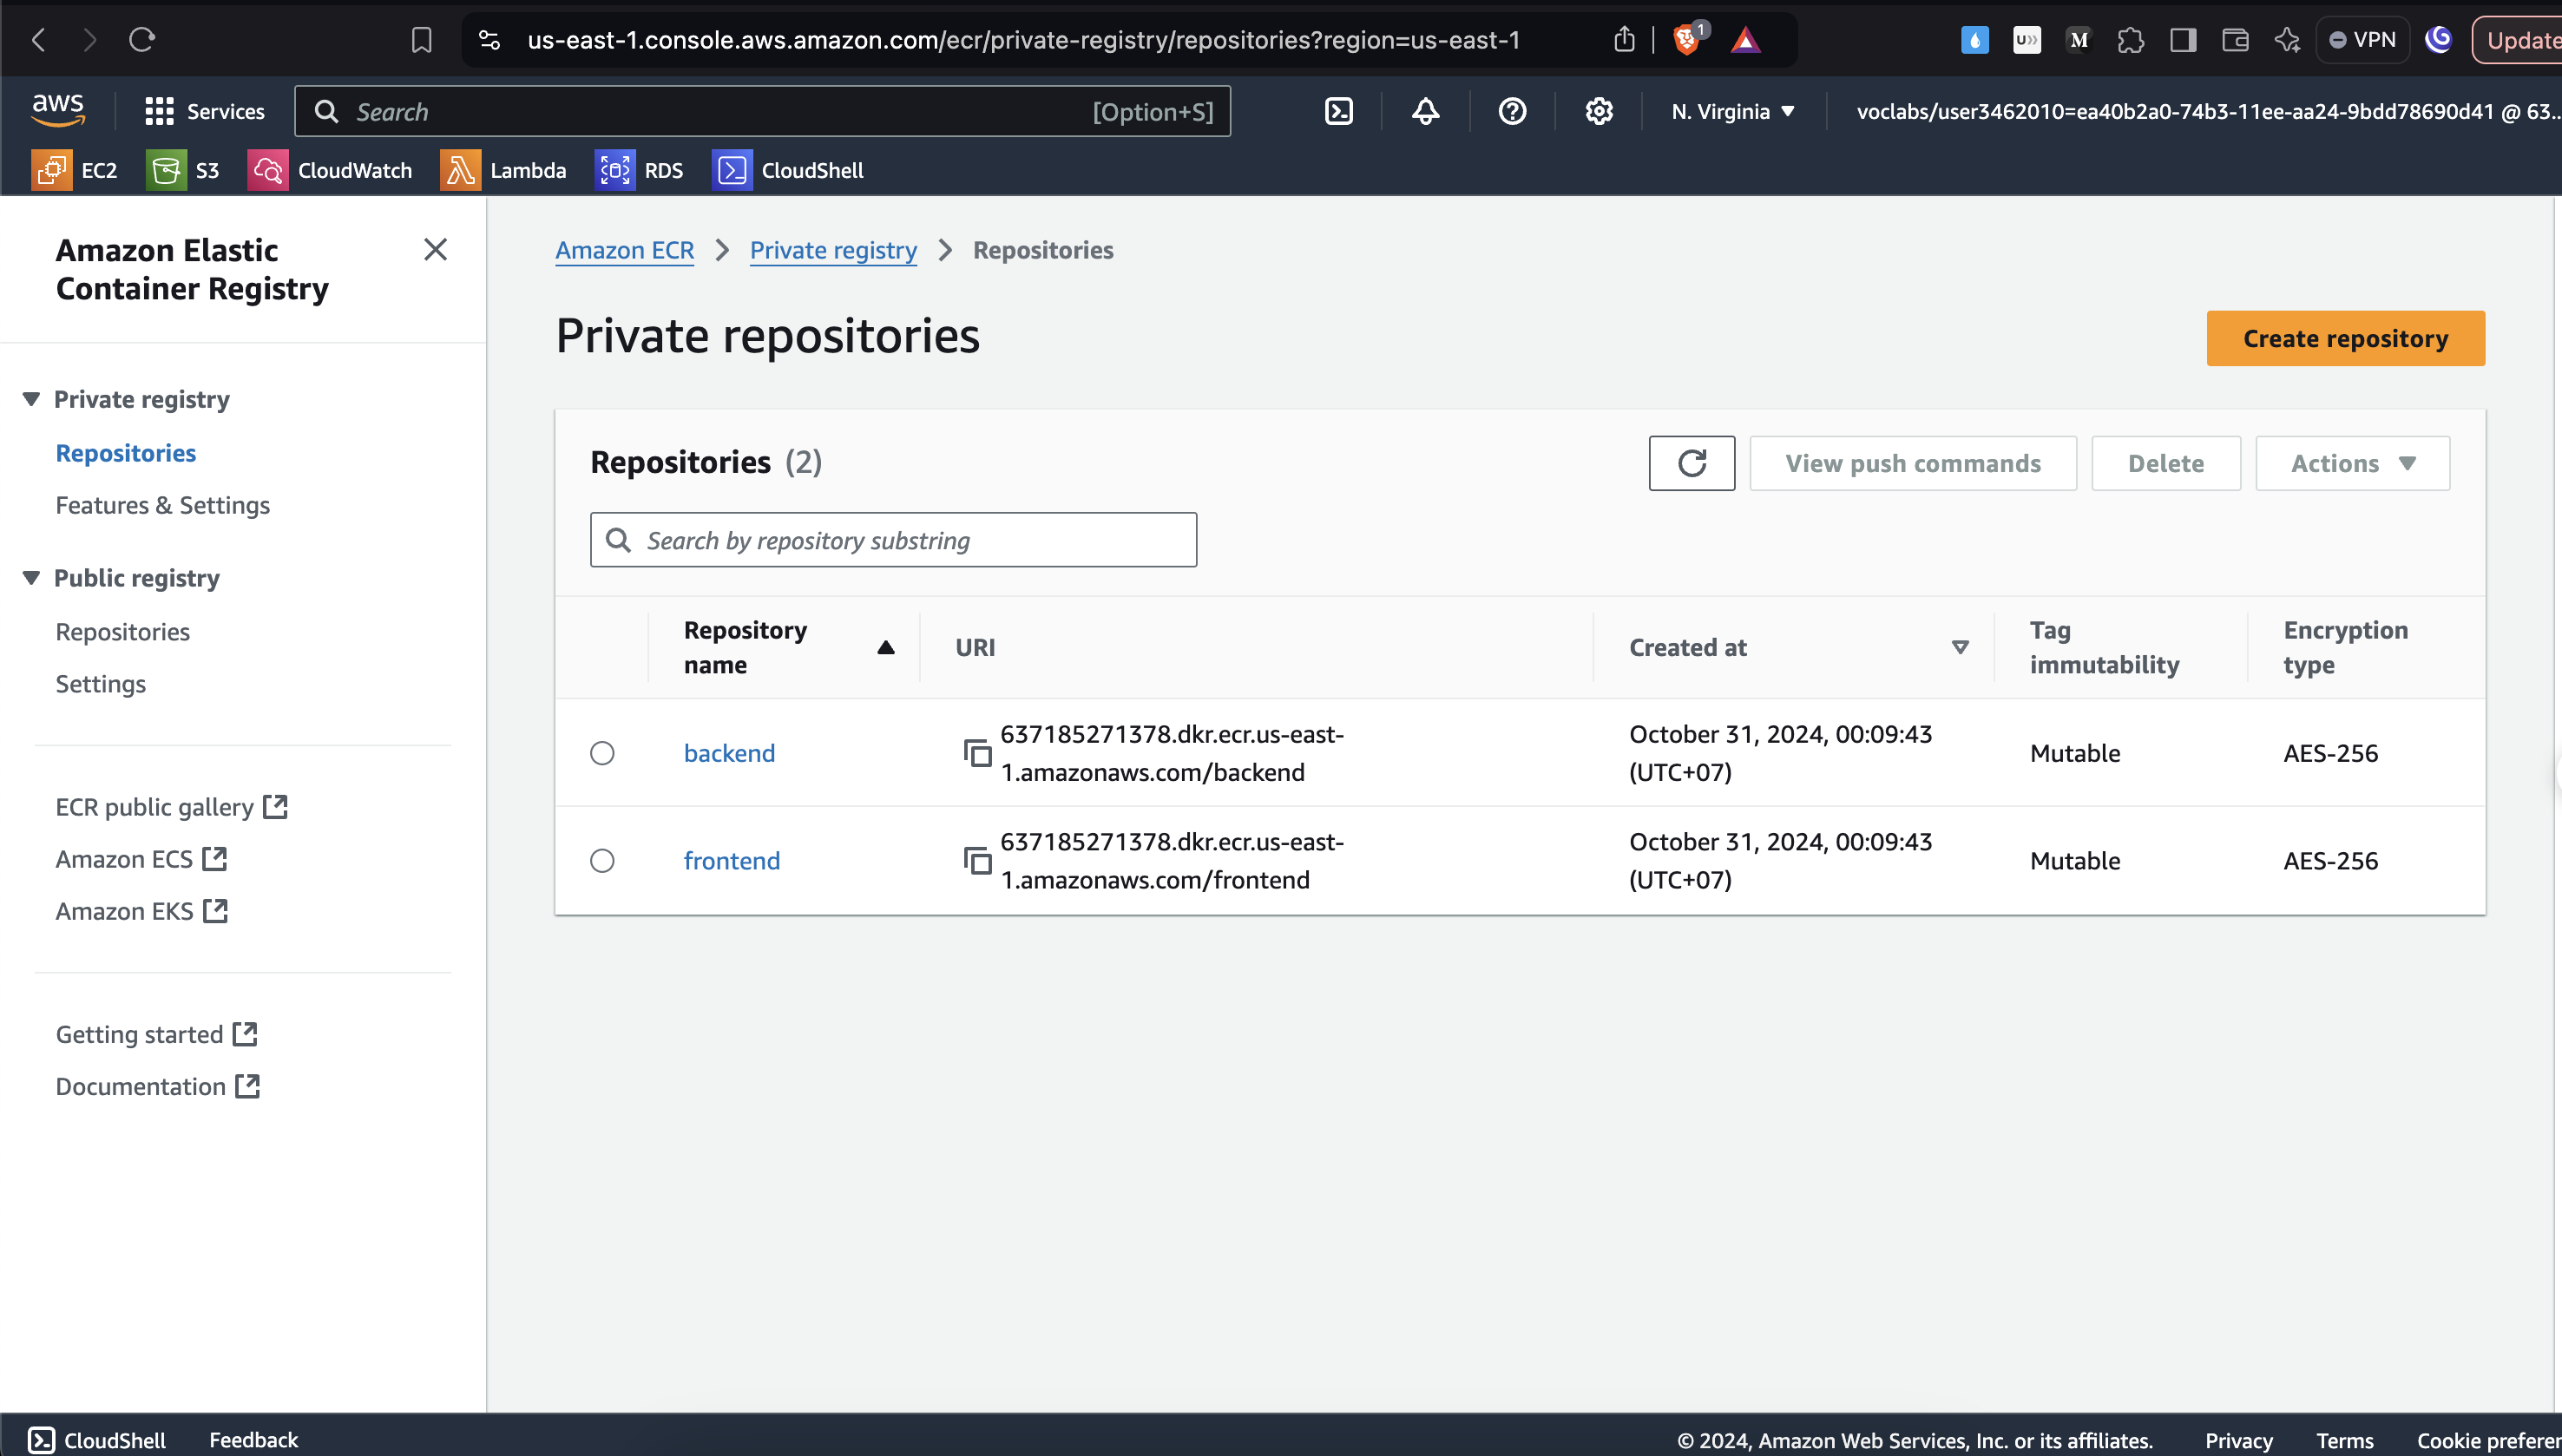 us-east-1.console.aws.amazon.com/ecr/private-registry/repositories?region=us-east-1
1
U))
M
VPN
Update
aws
Services
Search
[Option+S]
N. Virginia
voclabs/user3462010=ea40b2a0-74b3-11ee-aa24-9bdd78690d41 @ 63...
EC2
S3
CloudWatch
Lambda
RDS
CloudShell
Amazon Elastic
Container Registry
Private registry
Repositories
Features & Settings
Public registry
Repositories
Settings
ECR public gallery
Amazon ECS
Amazon EKS
Getting started
Documentation
Amazon ECR
Private registry
Repositories
Private repositories
Create repository
Repositories (2)
View push commands
Delete
Actions
Search by repository substring
Repository
name
URI
Created at
Tag
immutability
Encryption
type
backend
637185271378.dkr.ecr.us-east-
1.amazonaws.com/backend
October 31, 2024, 00:09:43
(UTC+07)
Mutable
AES-256
frontend
637185271378.dkr.ecr.us-east-
1.amazonaws.com/frontend
October 31, 2024, 00:09:43
(UTC+07)
Mutable
AES-256
CloudShell
Feedback
© 2024, Amazon Web Services, Inc. or its affiliates.
Privacy
Terms
Cookie preferen